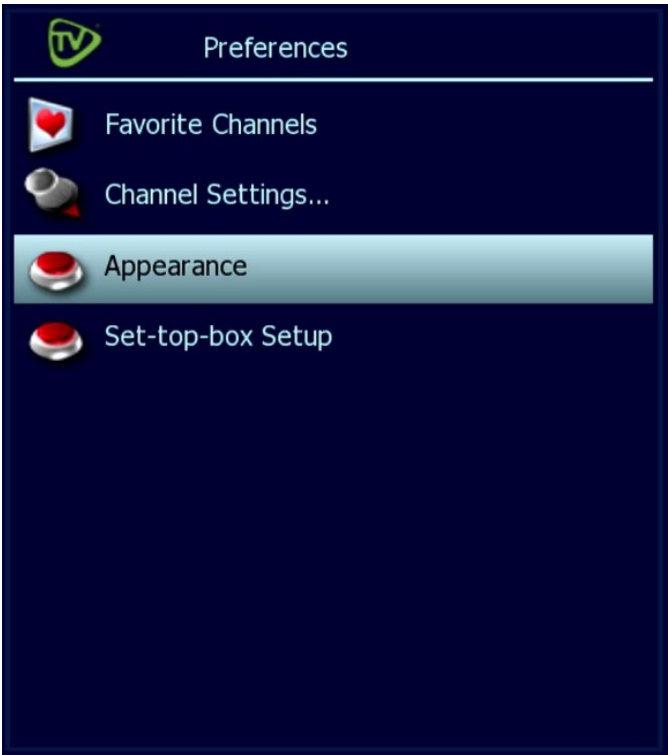 TV
Preferences
Favorite Channels
Channel Settings...
Appearance
Set-top-box Setup